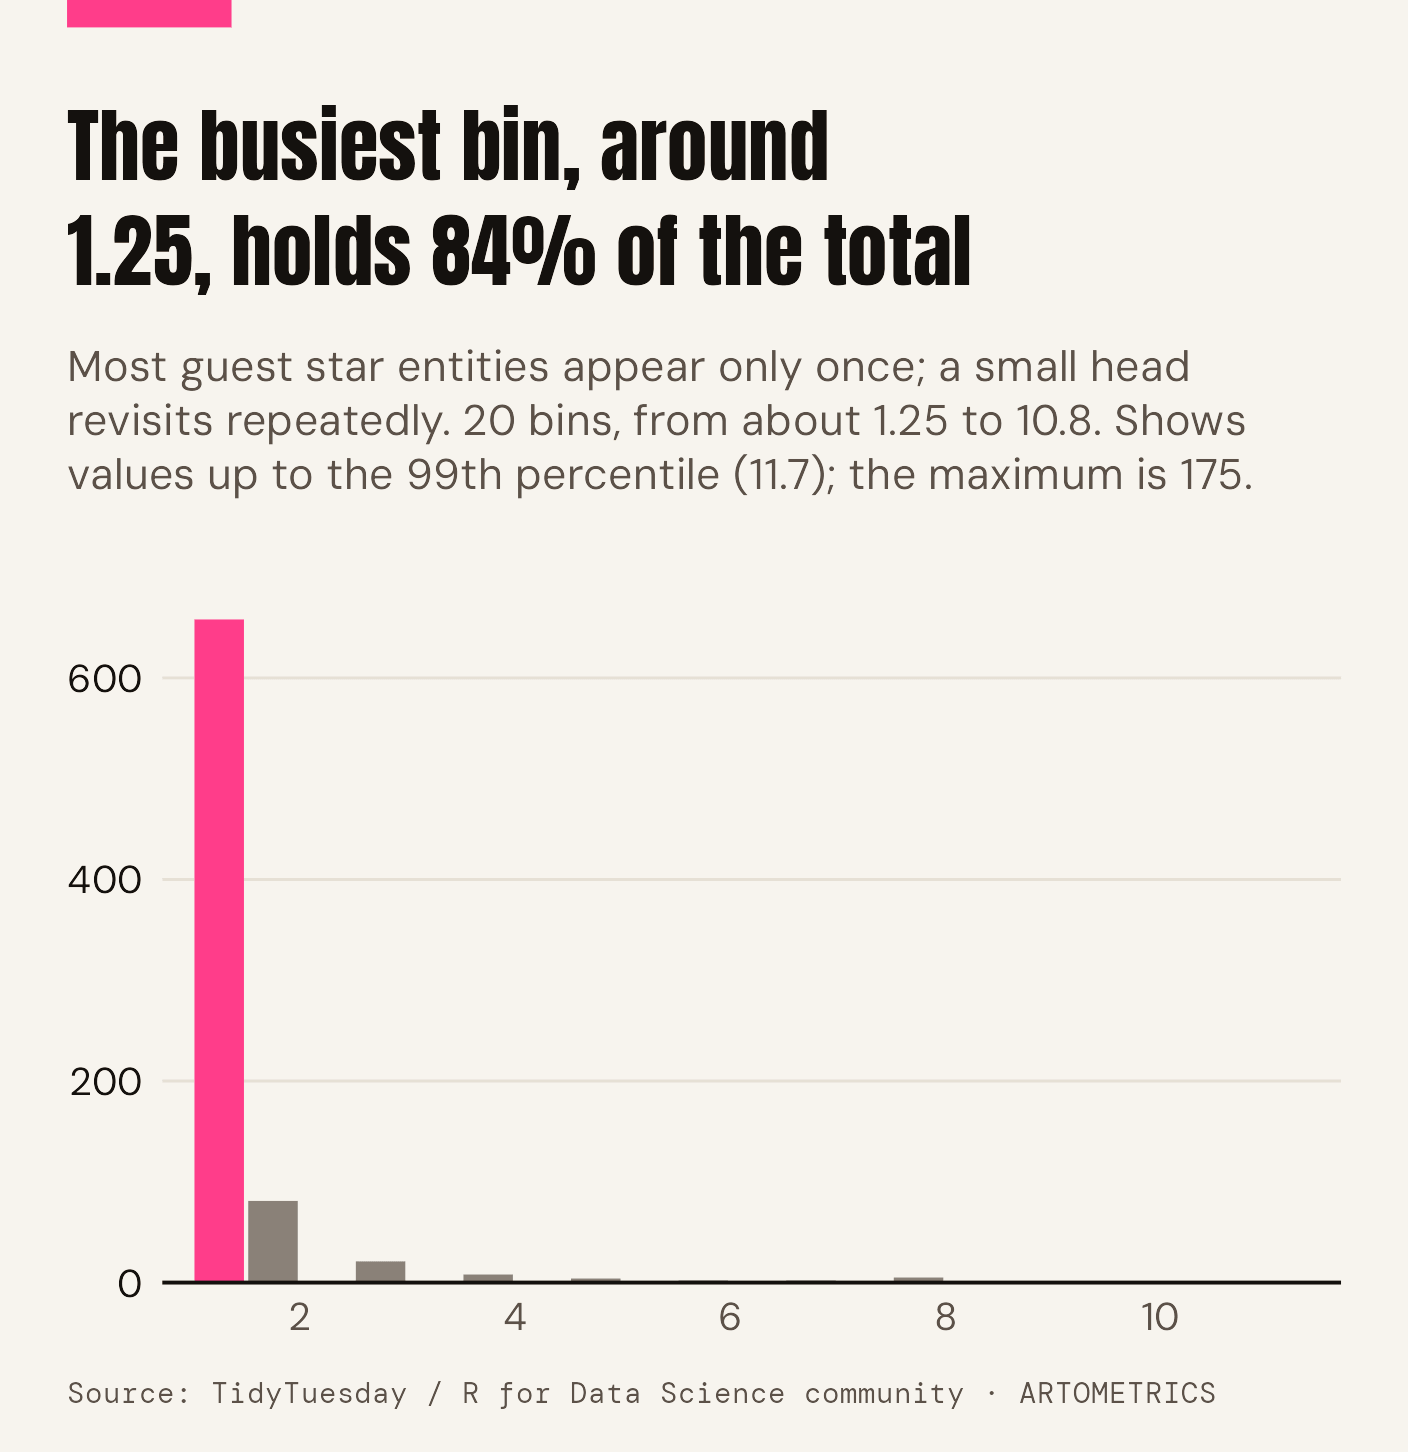 The busiest bin, around
1.25, holds 84% of the total
Most guest star entities appear only once; a small head
revisits repeatedly. 20 bins, from about 1.25 to 10.8. Shows
values up to the 99th percentile (11.7); the maximum is 175.
600
400
200
0
2 4 6 8 10
Source: TidyTuesday / R for Data Science community · ARTOMETRICS